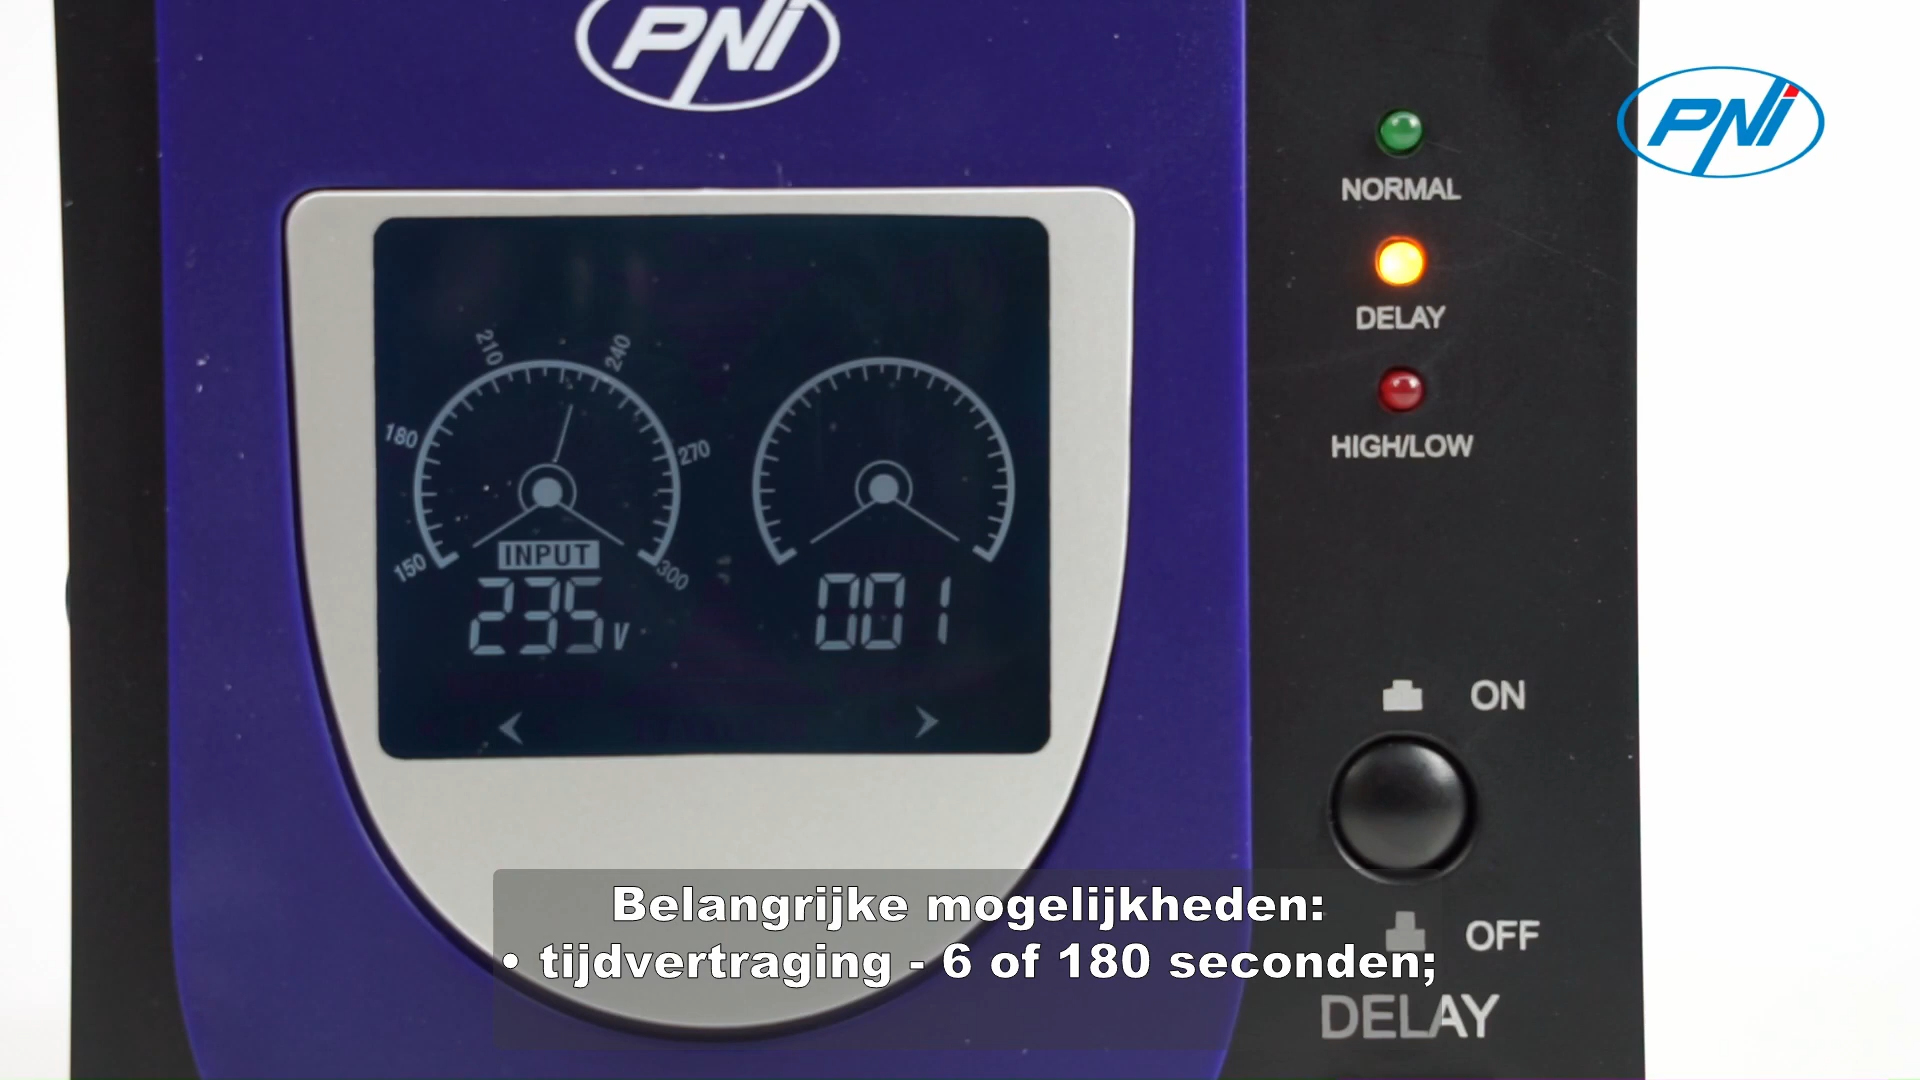 PNI
PNI
NORMAL
DELAY
HIGH/LOW
210
240
180
270
150
300
INPUT
235 V
001
ON
OFF
DELAY
Belangrijke mogelijkheden:
• tijdvertraging - 6 of 180 seconden;